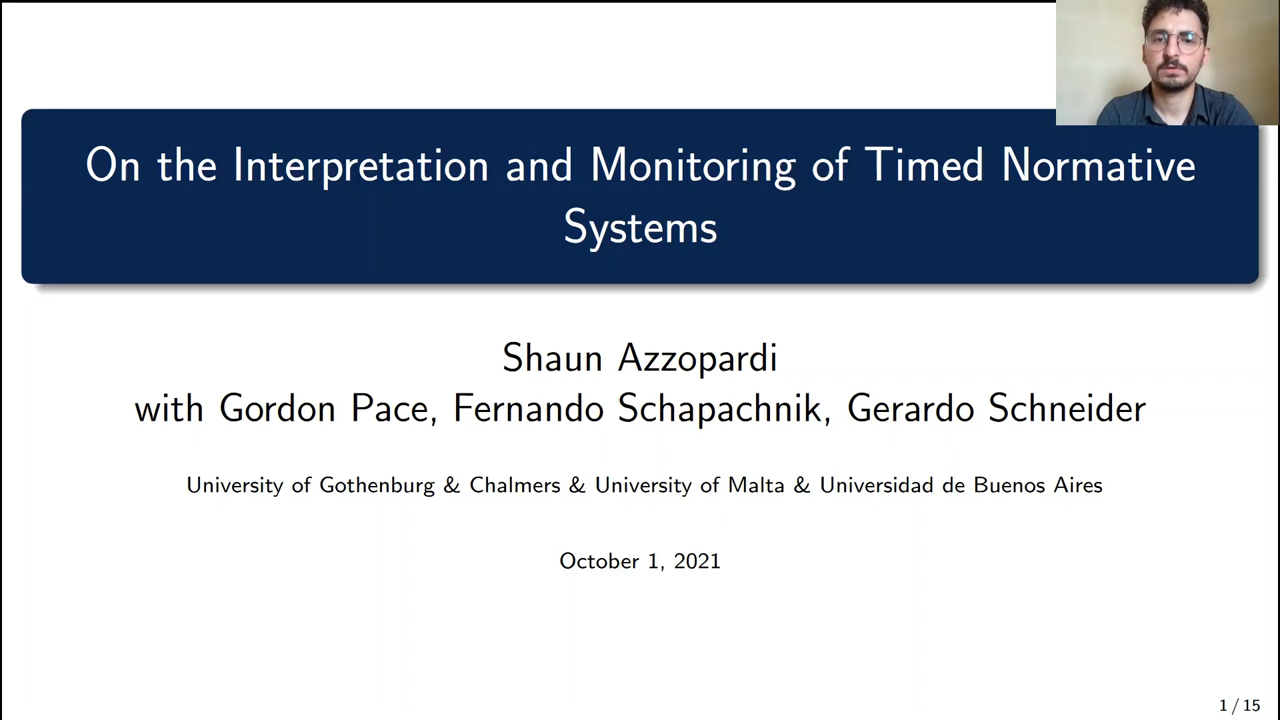 On the Interpretation and Monitoring of Timed Normative
Systems
Shaun Azzopardi
with Gordon Pace, Fernando Schapachnik, Gerardo Schneider
University of Gothenburg & Chalmers & University of Malta & Universidad de Buenos Aires
October 1, 2021
1 / 15